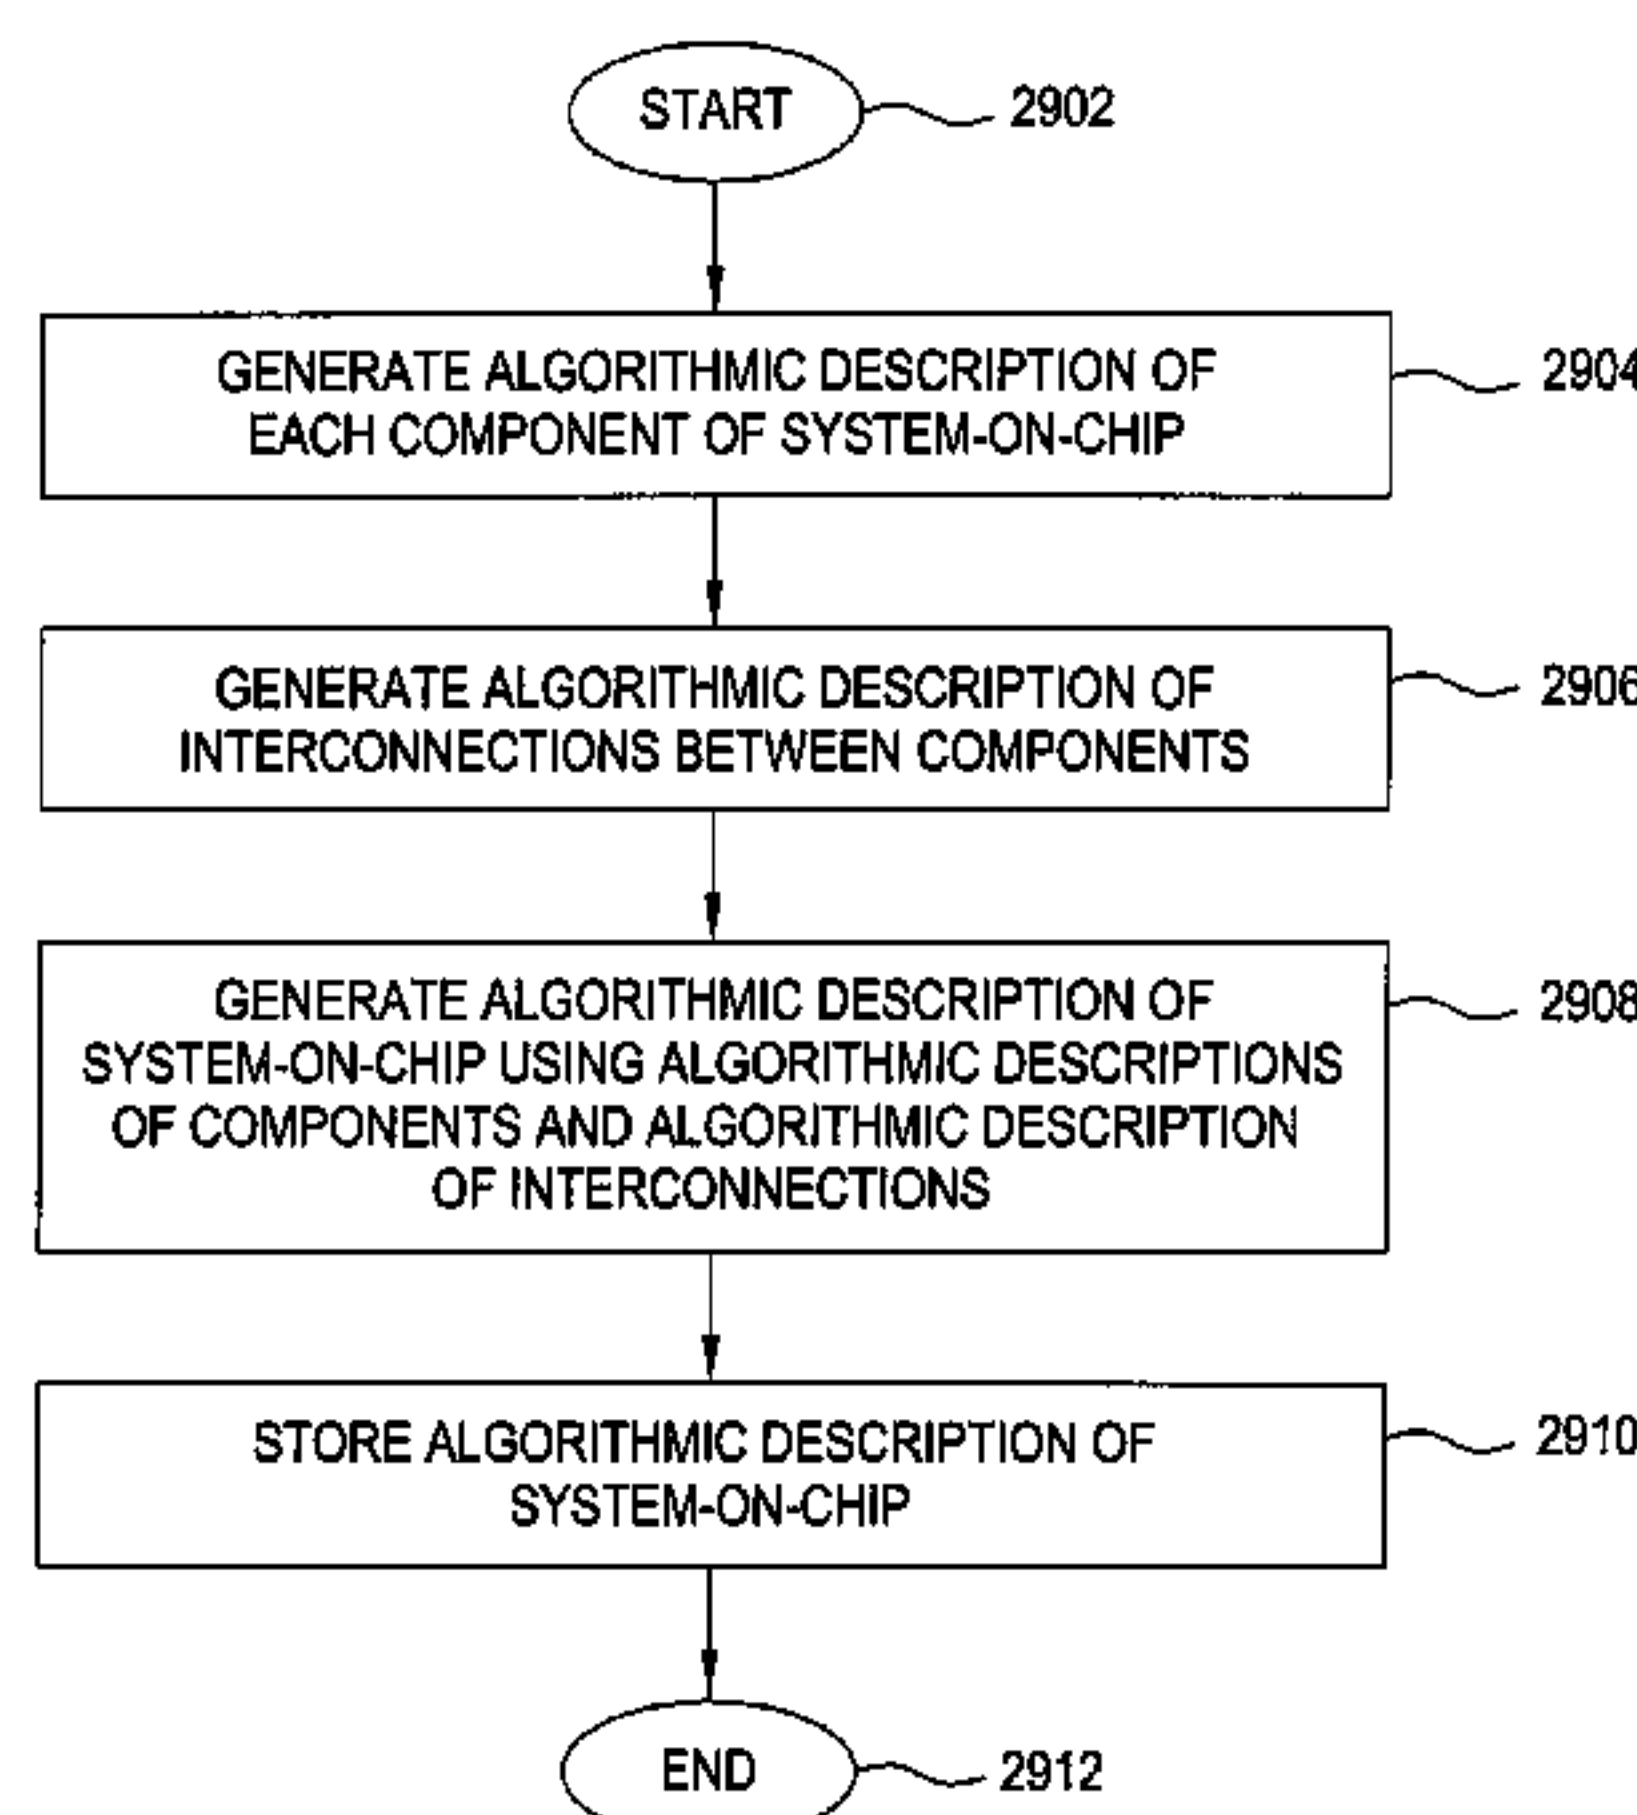 START
2902
GENERATE ALGORITHMIC DESCRIPTION OF
EACH COMPONENT OF SYSTEM-ON-CHIP
2904
GENERATE ALGORITHMIC DESCRIPTION OF
INTERCONNECTIONS BETWEEN COMPONENTS
2906
GENERATE ALGORITHMIC DESCRIPTION OF
SYSTEM-ON-CHIP USING ALGORITHMIC DESCRIPTIONS
OF COMPONENTS AND ALGORITHMIC DESCRIPTION
OF INTERCONNECTIONS
2908
STORE ALGORITHMIC DESCRIPTION OF
SYSTEM-ON-CHIP
2910
END
2912